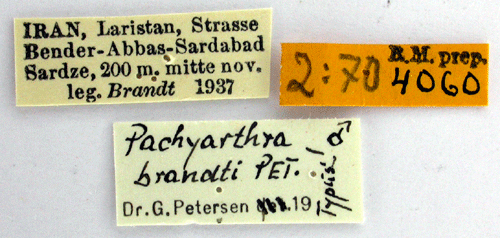 IRAN, Laristan, Strasse
Bender-Abbas-Sardabad
Sardze, 200 m. mitte nov.
leg. Brandt 1937
R.M. prep.
2:70 4060
Pachyarthra ♂
brandti PET.
typus!
Dr. G. Petersen 19